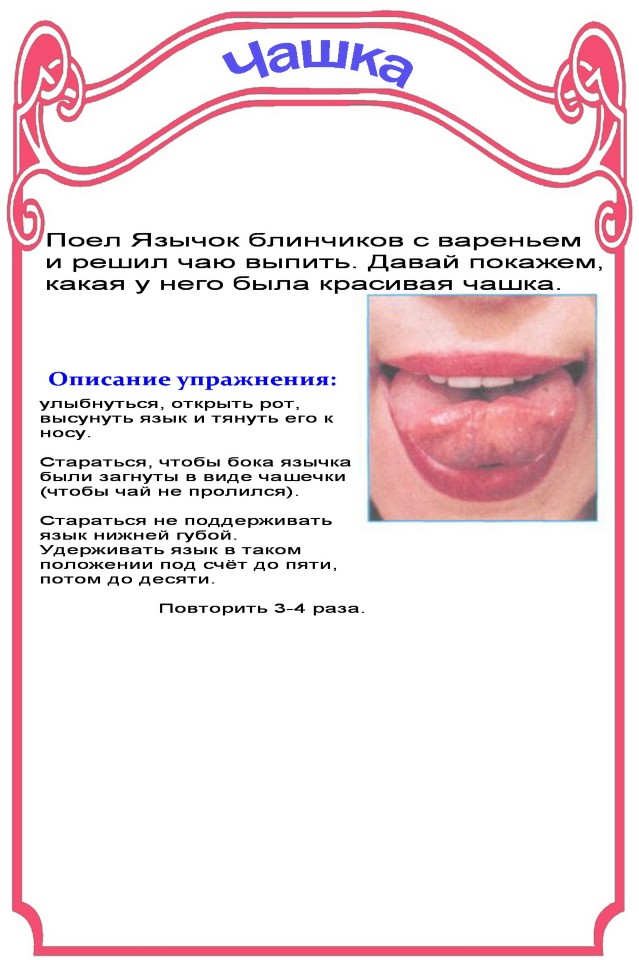 Чашка
Поел Язычок блинчиков с вареньем
и решил чаю выпить. Давай покажем,
какая у него была красивая чашка.
Описание упражнения:
улыбнуться, открыть рот,
высунуть язык и тянуть его к
носу.
Стараться, чтобы бока язычка
были загнуты в виде чашечки
(чтобы чай не пролился).
Стараться не поддерживать
язык нижней губой.
Удерживать язык в таком
положении под счёт до пяти,
потом до десяти.
Повторить 3-4 раза.